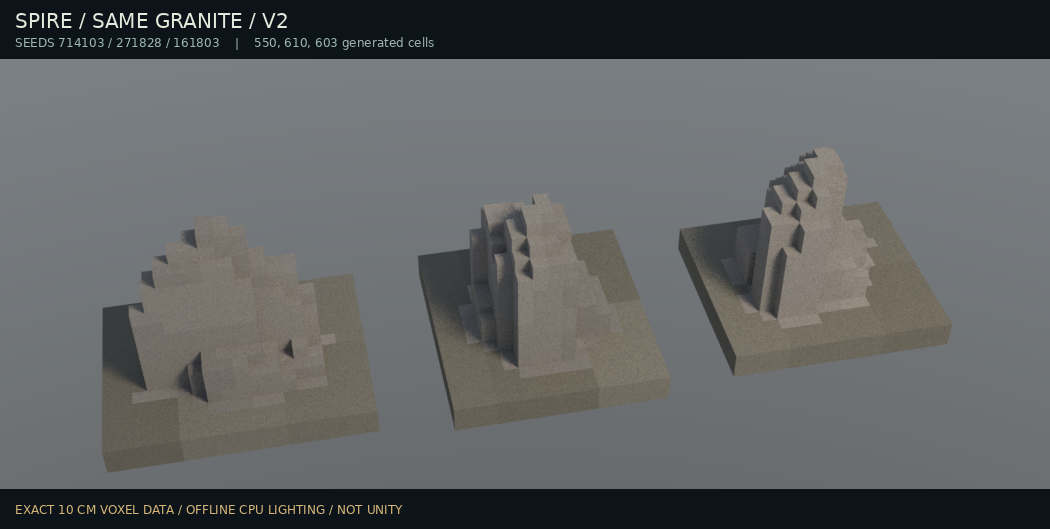 SPIRE / SAME GRANITE / V2
SEEDS 714103 / 271828 / 161803 | 550, 610, 603 generated cells
EXACT 10 CM VOXEL DATA / OFFLINE CPU LIGHTING / NOT UNITY